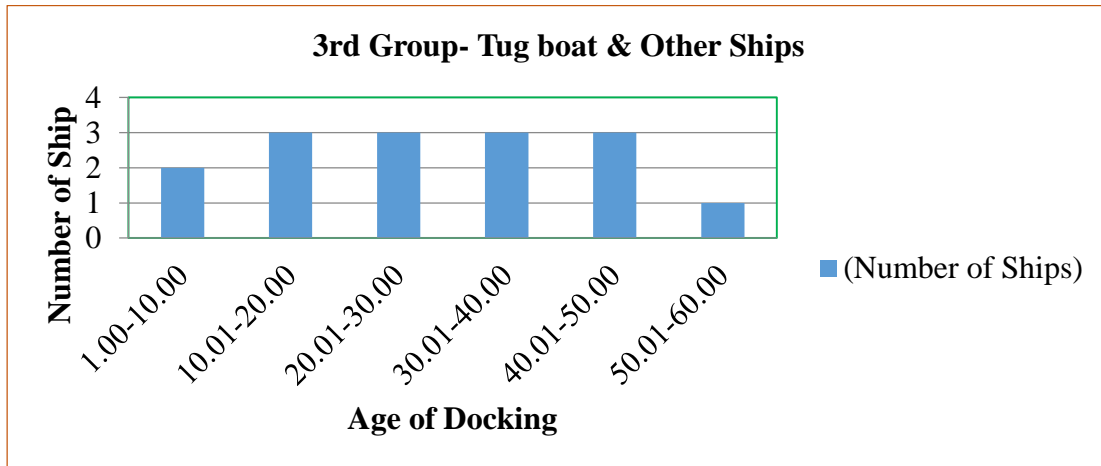 3rd Group- Tug boat & Other Ships
Number of Ship
4
3
2
1
0
1.00-10.00
10.01-20.00
20.01-30.00
30.01-40.00
40.01-50.00
50.01-60.00
Age of Docking
(Number of Ships)